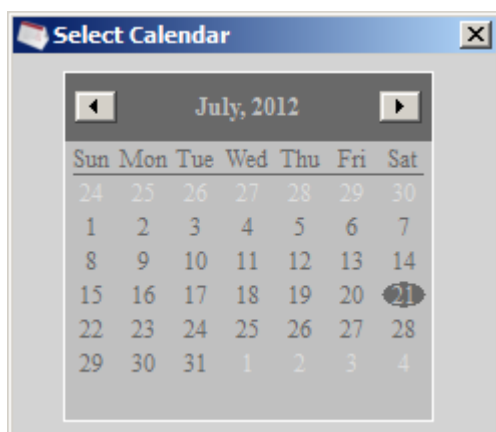 Select Calendar
July, 2012
Sun Mon Tue Wed Thu Fri Sat
24 25 26 27 28 29 30
1 2 3 4 5 6 7
8 9 10 11 12 13 14
15 16 17 18 19 20 21
22 23 24 25 26 27 28
29 30 31 1 2 3 4